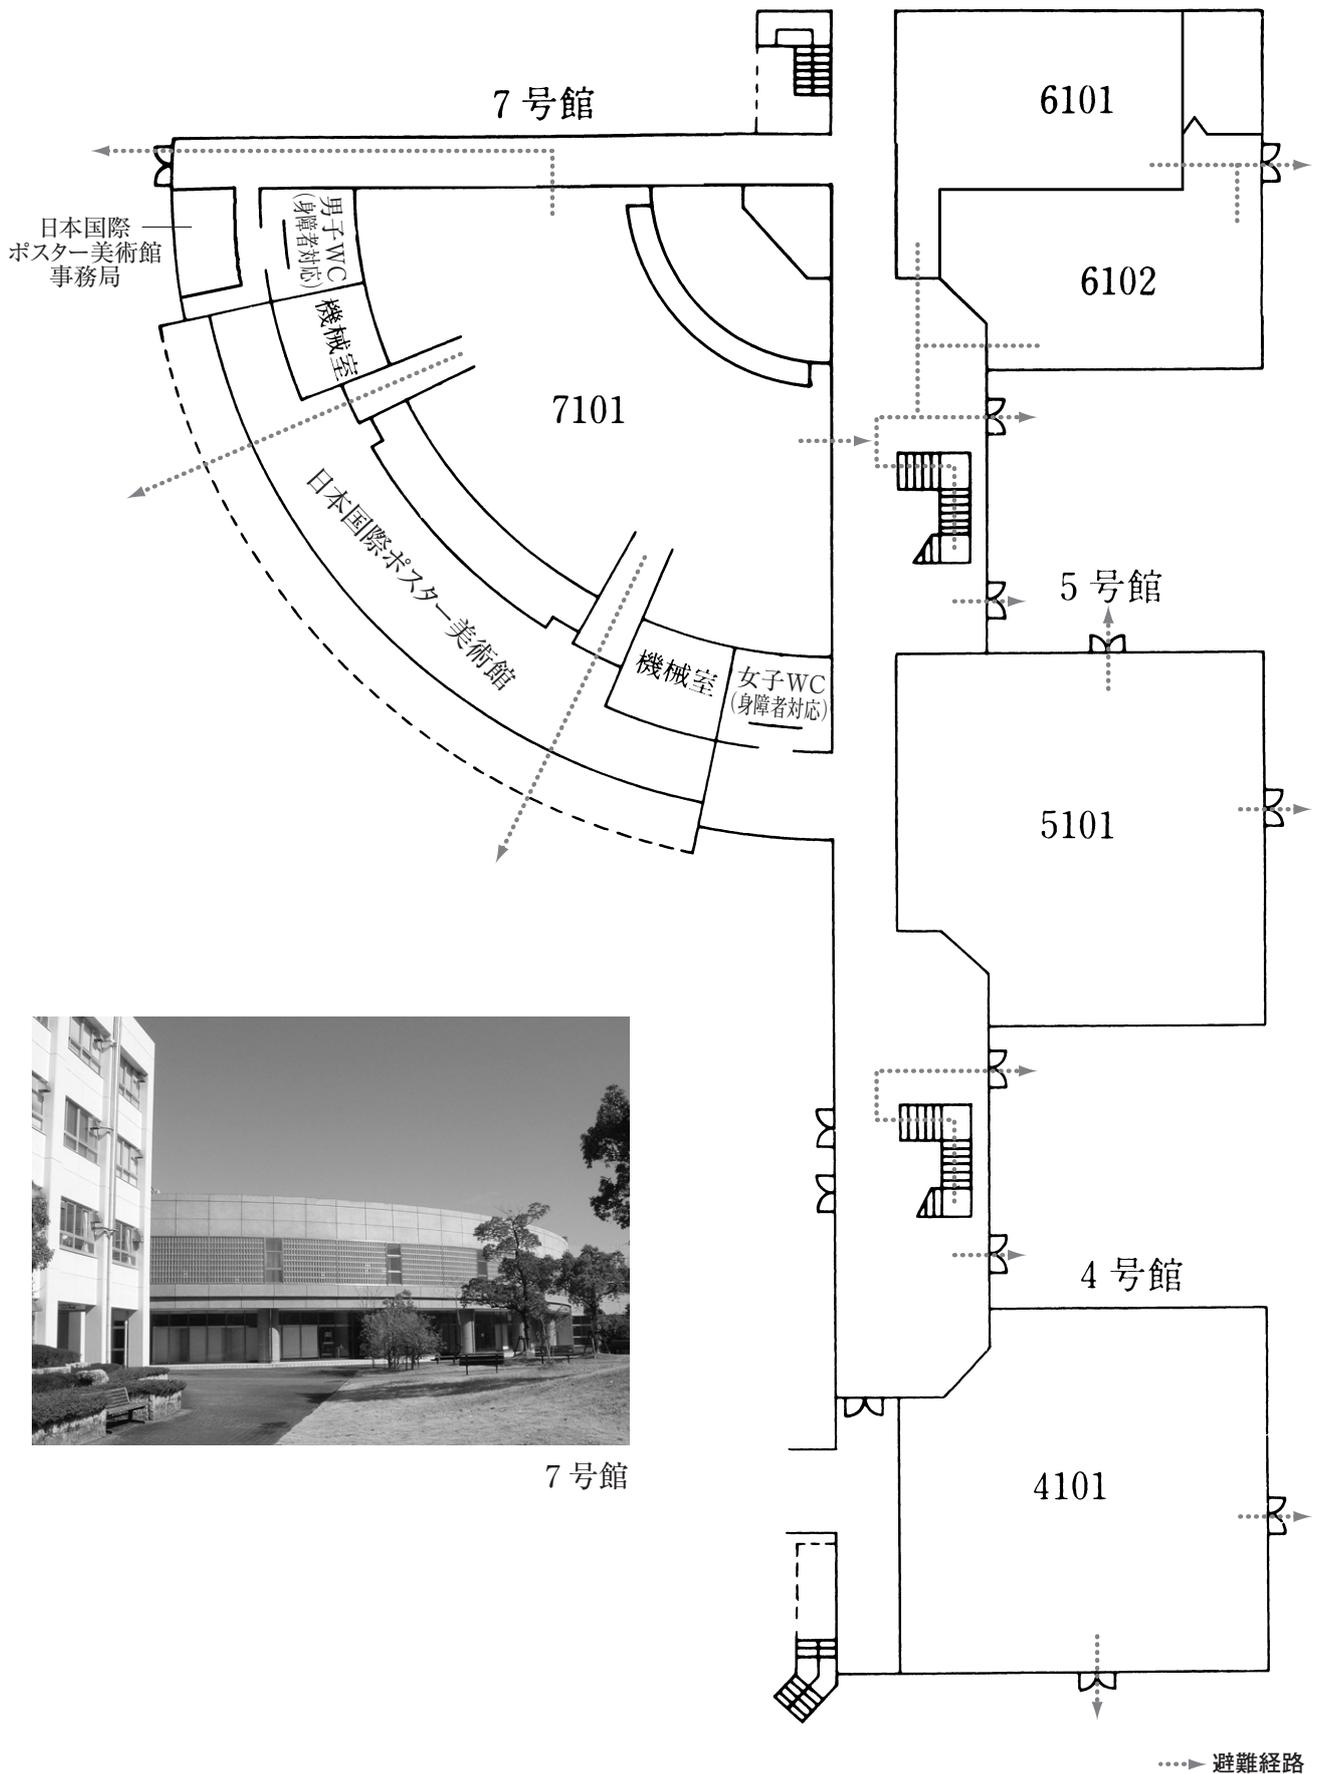 7 号館
6101
日本国際
ポスター美術館
事務局
男子WC
(身障者対応)
6102
機械室
7101
日本国際ポスター美術館
5 号館
機械室
女子WC
(身障者対応)
5101
4 号館
7 号館
4101
避難経路